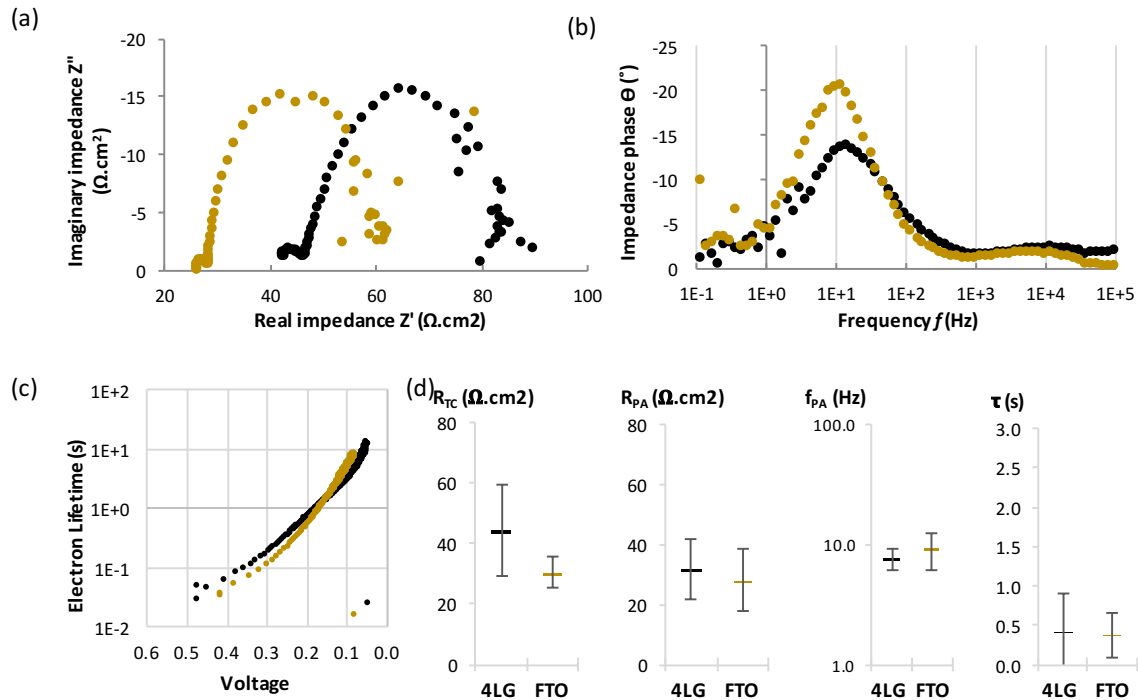 (a)
-20
-15
-10
-5
0
20
40
60
80
100
Imaginary impedance Z"
(Ω.cm²)
Real impedance Z' (Ω.cm2)
(b)
-25
-20
-15
-10
-5
0
1E-1
1E+0
1E+1
1E+2
1E+3
1E+4
1E+5
Impedance phase Θ (˚)
Frequency f (Hz)
(c)
1E+2
1E+1
1E+0
1E-1
1E-2
0.6
0.5
0.4
0.3
0.2
0.1
0.0
Electron Lifetime (s)
Voltage
(d)
R_TC (Ω.cm2)
80
60
40
20
0
4LG FTO
R_PA (Ω.cm2)
80
60
40
20
0
4LG FTO
f_PA (Hz)
100.0
10.0
1.0
4LG FTO
τ (s)
3.0
2.5
2.0
1.5
1.0
0.5
0.0
4LG FTO